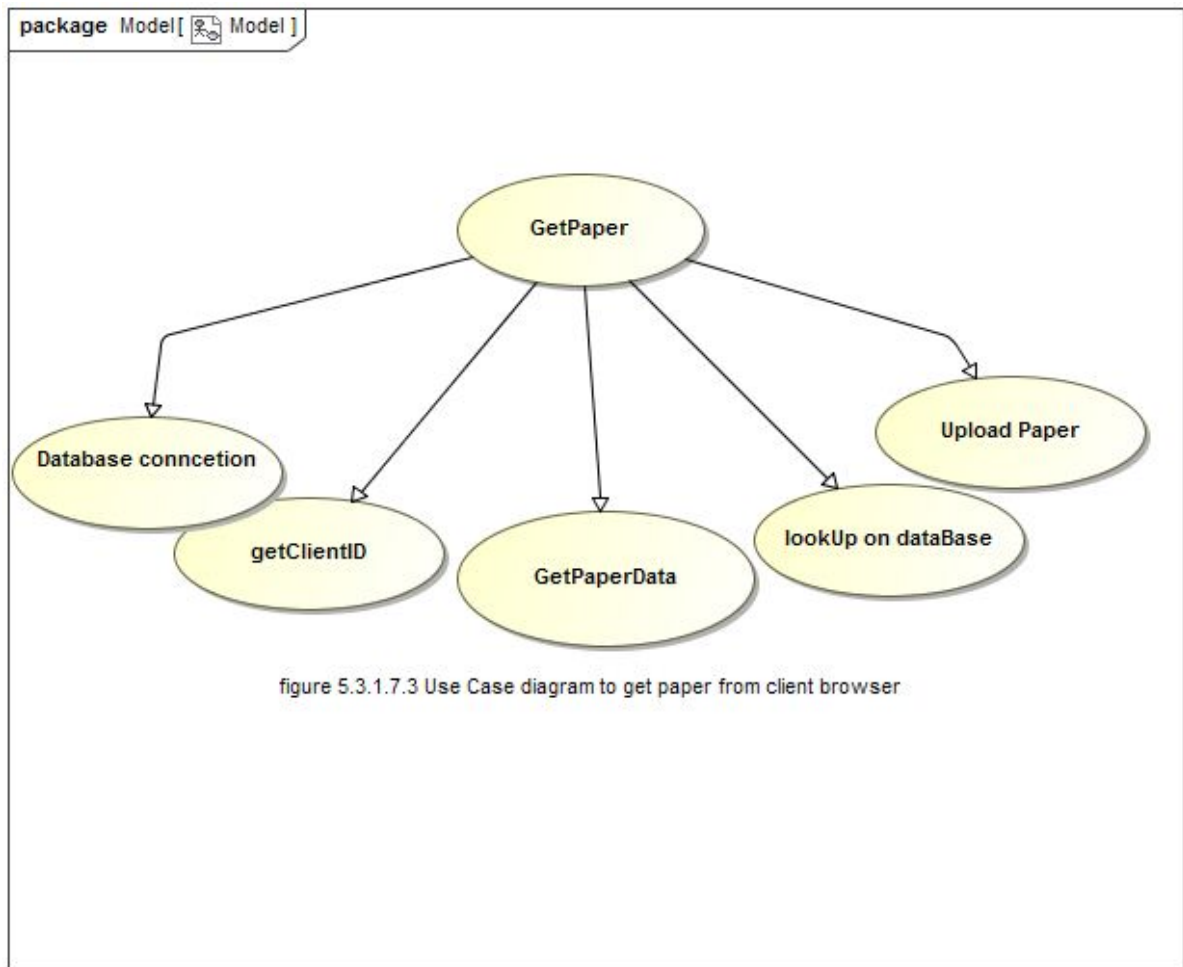 package Model[ Model ]
GetPaper
Database conncetion
getClientID
GetPaperData
lookUp on dataBase
Upload Paper
figure 5.3.1.7.3 Use Case diagram to get paper from client browser